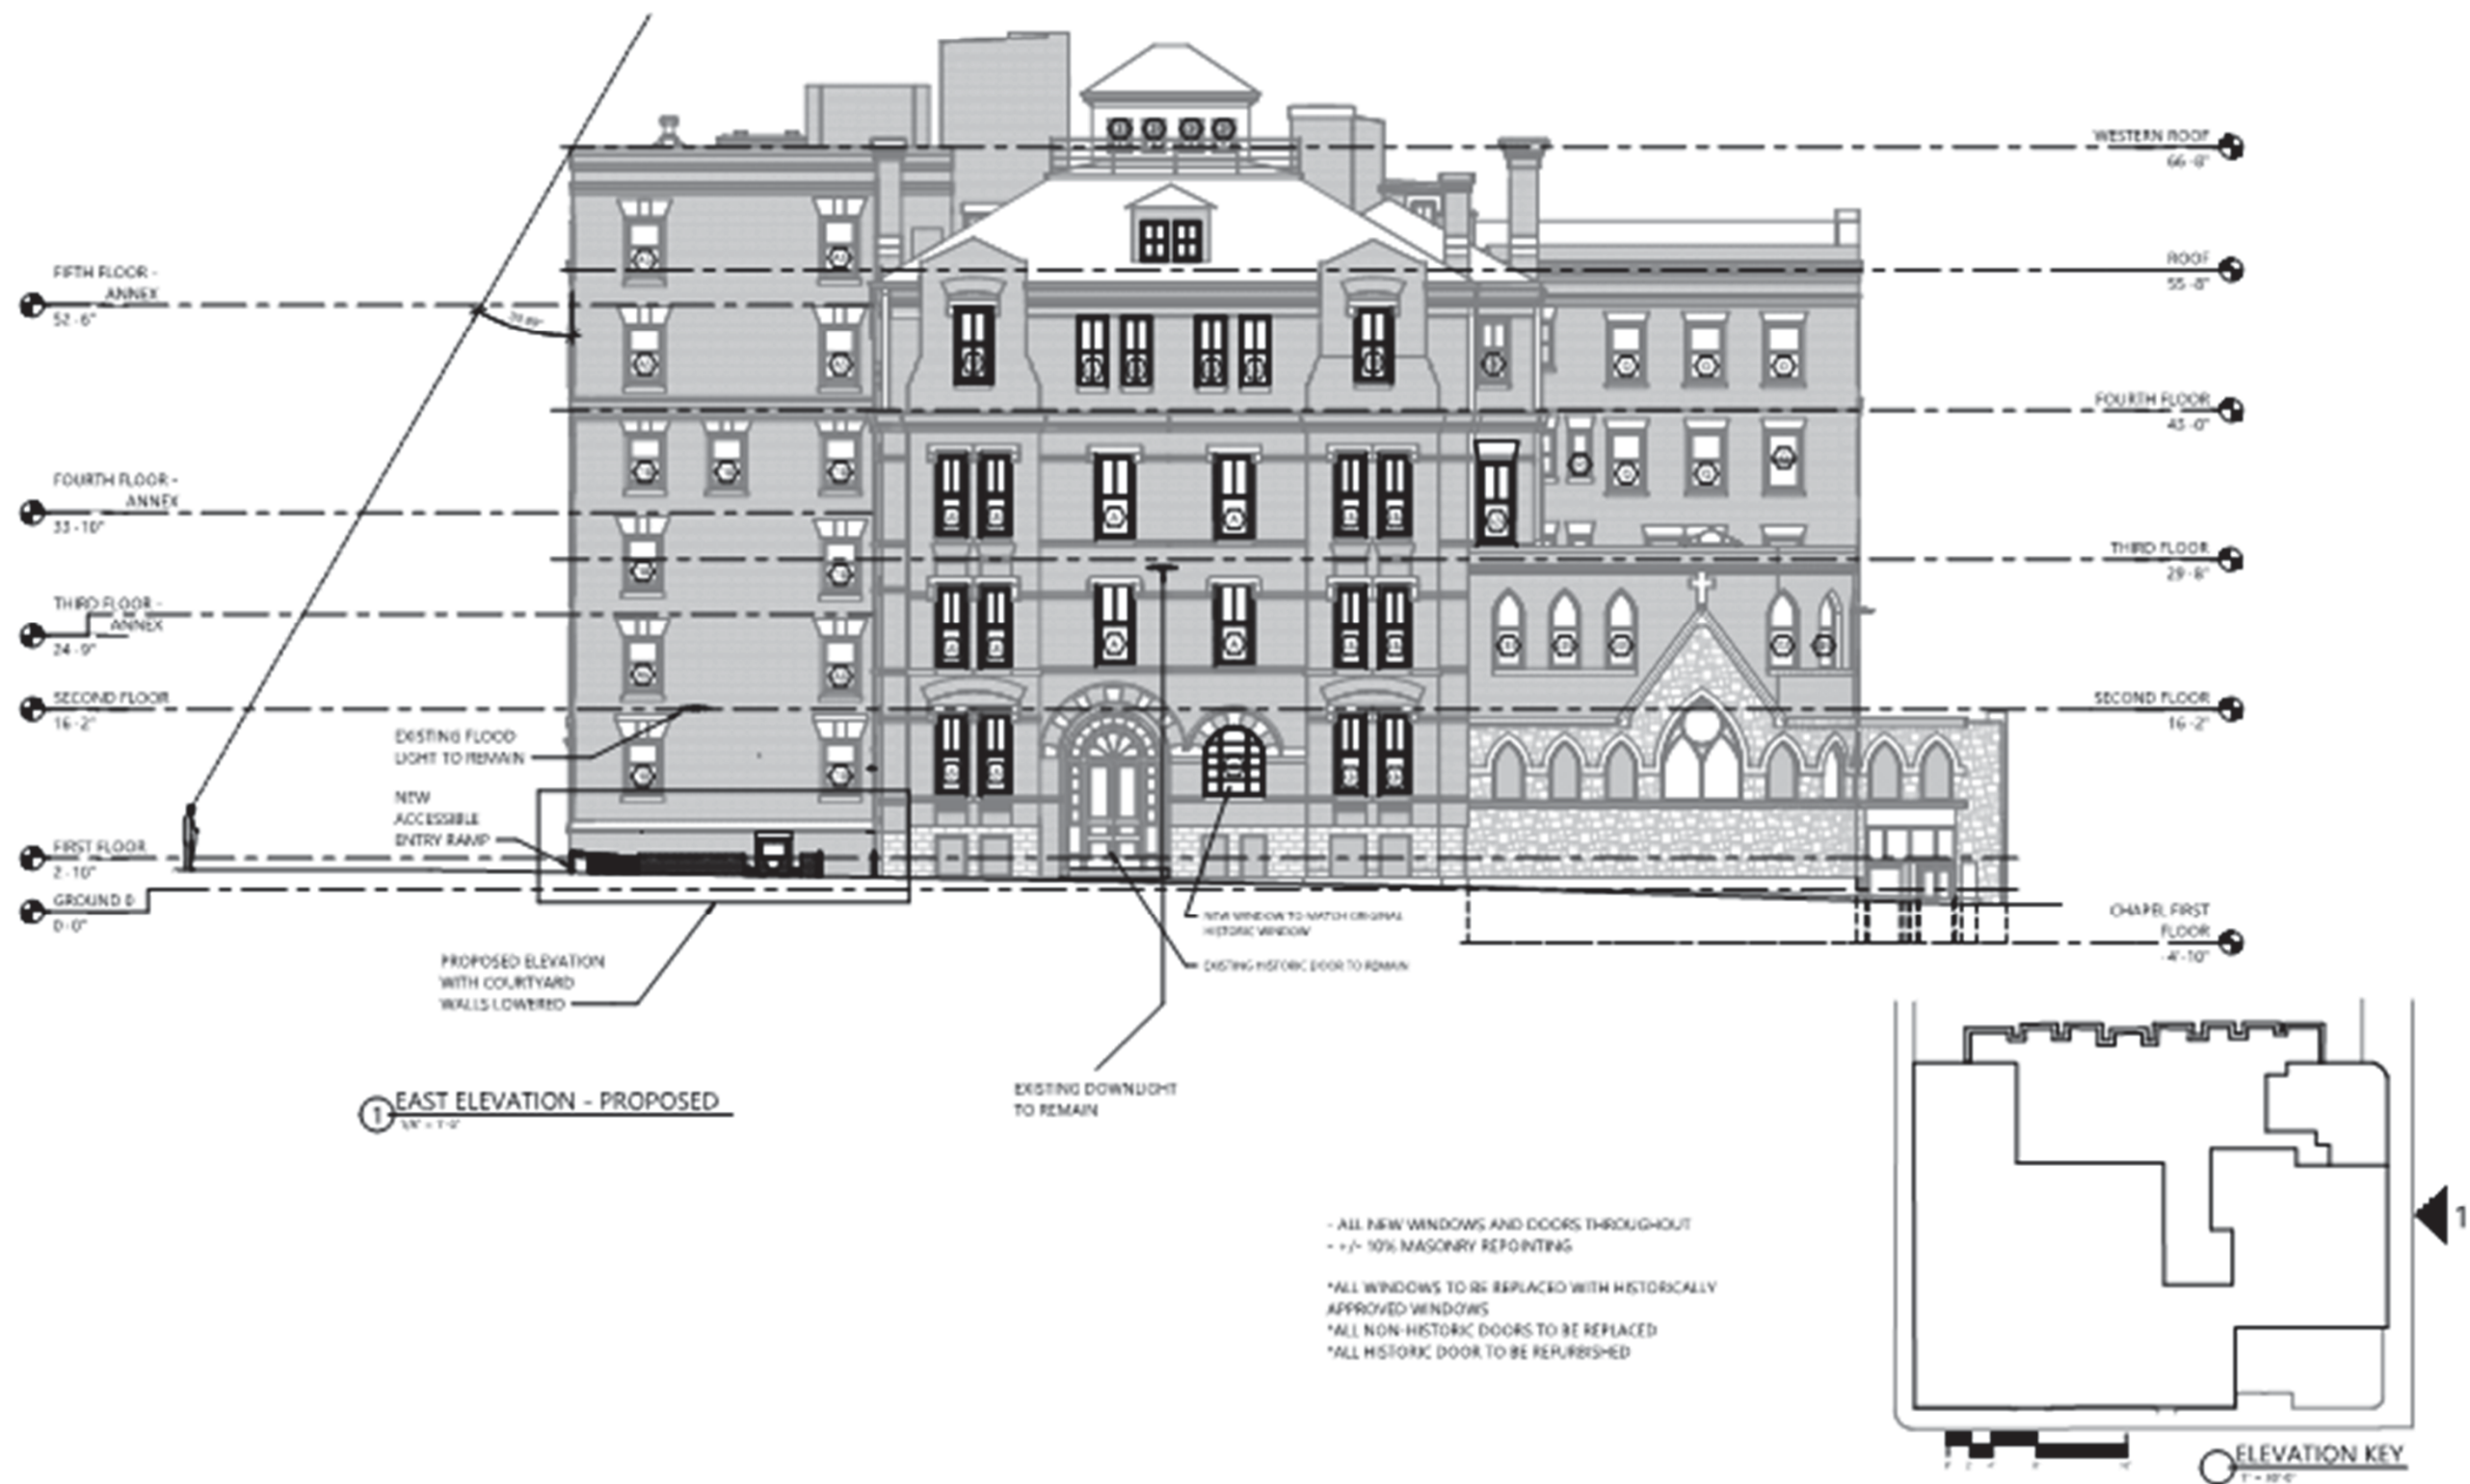 FIFTH FLOOR -
ANNEX
52'-6"
FOURTH FLOOR -
ANNEX
33'-10"
THIRD FLOOR -
ANNEX
24'-9"
SECOND FLOOR
16'-2"
FIRST FLOOR
2'-10"
GROUND 0
0'-0"
WESTERN ROOF
66'-8"
ROOF
55'-8"
FOURTH FLOOR
43'-0"
THIRD FLOOR
29'-8"
SECOND FLOOR
16'-2"
CHAPEL FIRST
FLOOR
-4'-10"
EXISTING FLOOD
LIGHT TO REMAIN
NEW
ACCESSIBLE
ENTRY RAMP
PROPOSED ELEVATION
WITH COURTYARD
WALLS LOWERED
NEW WINDOW TO MATCH ORIGINAL
HISTORIC WINDOW
EXISTING HISTORIC DOOR TO REMAIN
EXISTING DOWNLIGHT
TO REMAIN
1 EAST ELEVATION - PROPOSED
- ALL NEW WINDOWS AND DOORS THROUGHOUT
- +/- 10% MASONRY REPOINTING
*ALL WINDOWS TO BE REPLACED WITH HISTORICALLY
APPROVED WINDOWS
*ALL NON-HISTORIC DOORS TO BE REPLACED
*ALL HISTORIC DOOR TO BE REFURBISHED
1
ELEVATION KEY